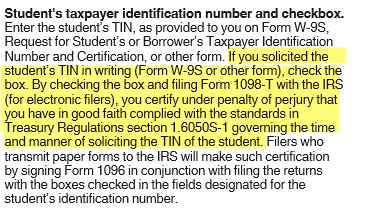 Student's taxpayer identification number and checkbox.
Enter the student's TIN, as provided to you on Form W-9S,
Request for Student's or Borrower's Taxpayer Identification
Number and Certification, or other form. If you solicited the
student's TIN in writing (Form W-9S or other form), check the
box. By checking the box and filing Form 1098-T with the IRS
(for electronic filers), you certify under penalty of perjury that
you have in good faith complied with the standards in
Treasury Regulations section 1.6050S-1 governing the time
and manner of soliciting the TIN of the student. Filers who
transmit paper forms to the IRS will make such certification
by signing Form 1096 in conjunction with filing the returns
with the boxes checked in the fields designated for the
student's identification number.